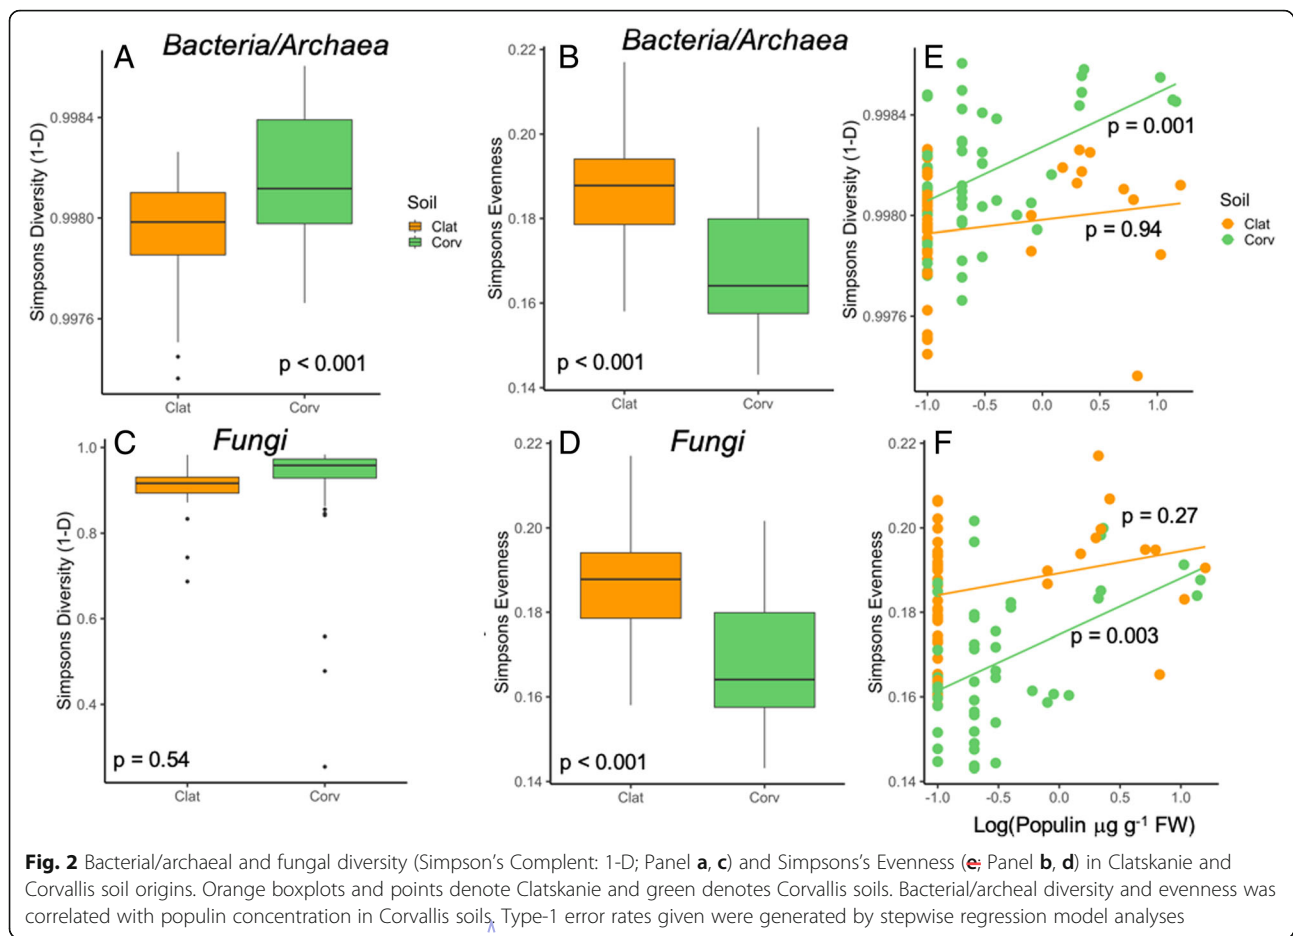 A Bacteria/Archaea
Simpsons Diversity (1-D)
0.9984
0.9980
0.9976
p < 0.001
Clat Corv
Soil
Clat
Corv
B Bacteria/Archaea
Simpsons Evenness
0.22
0.20
0.18
0.16
0.14
p < 0.001
Clat Corv
E
Simpsons Diversity (1-D)
0.9984
0.9980
0.9976
p = 0.001
p = 0.94
-1.0 -0.5 0.0 0.5 1.0
Soil
Clat
Corv
C Fungi
Simpsons Diversity (1-D)
1.0
0.8
0.6
0.4
p = 0.54
Clat Corv
D Fungi
Simpsons Evenness
0.22
0.20
0.18
0.16
0.14
p < 0.001
Clat Corv
F
Simpsons Evenness
0.22
0.20
0.18
0.16
0.14
p = 0.27
p = 0.003
-1.0 -0.5 0.0 0.5 1.0
Log(Populin µg g⁻¹ FW)
Fig. 2 Bacterial/archaeal and fungal diversity (Simpson's Complent: 1-D; Panel a, c) and Simpsons's Evenness (e; Panel b, d) in Clatskanie and
Corvallis soil origins. Orange boxplots and points denote Clatskanie and green denotes Corvallis soils. Bacterial/archeal diversity and evenness was
correlated with populin concentration in Corvallis soils. Type-1 error rates given were generated by stepwise regression model analyses